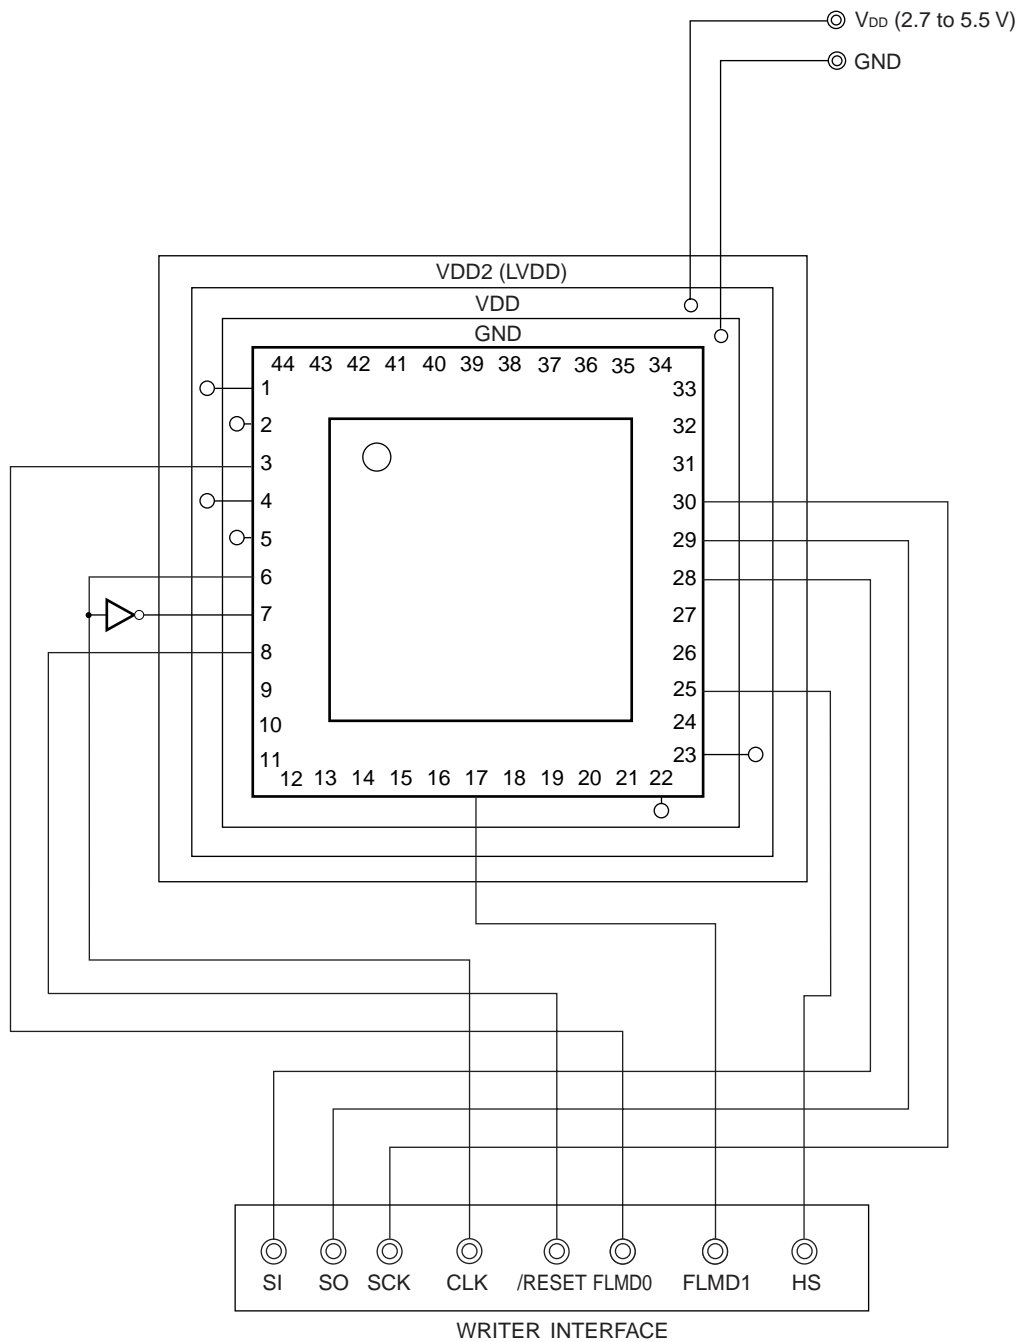 VDD (2.7 to 5.5 V)
GND
VDD2 (LVDD)
VDD
GND
44 43 42 41 40 39 38 37 36 35 34
1 33
2 32
3 31
4 30
5 29
6 28
7 27
8 26
9 25
10 24
11 23
12 13 14 15 16 17 18 19 20 21 22
SI SO SCK CLK /RESET FLMD0 FLMD1 HS
WRITER INTERFACE